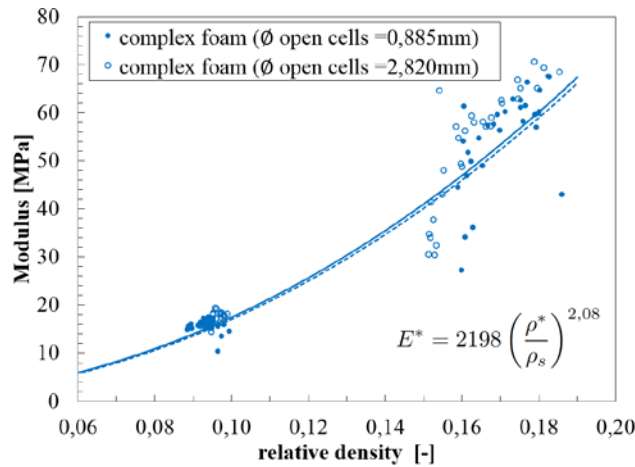 80
70
60
50
40
30
20
10
0
Modulus [MPa]
complex foam (Ø open cells =0,885mm)
complex foam (Ø open cells =2,820mm)
E* = 2198 (ρ*/ρs)^2,08
0,06 0,08 0,10 0,12 0,14 0,16 0,18 0,20
relative density [-]